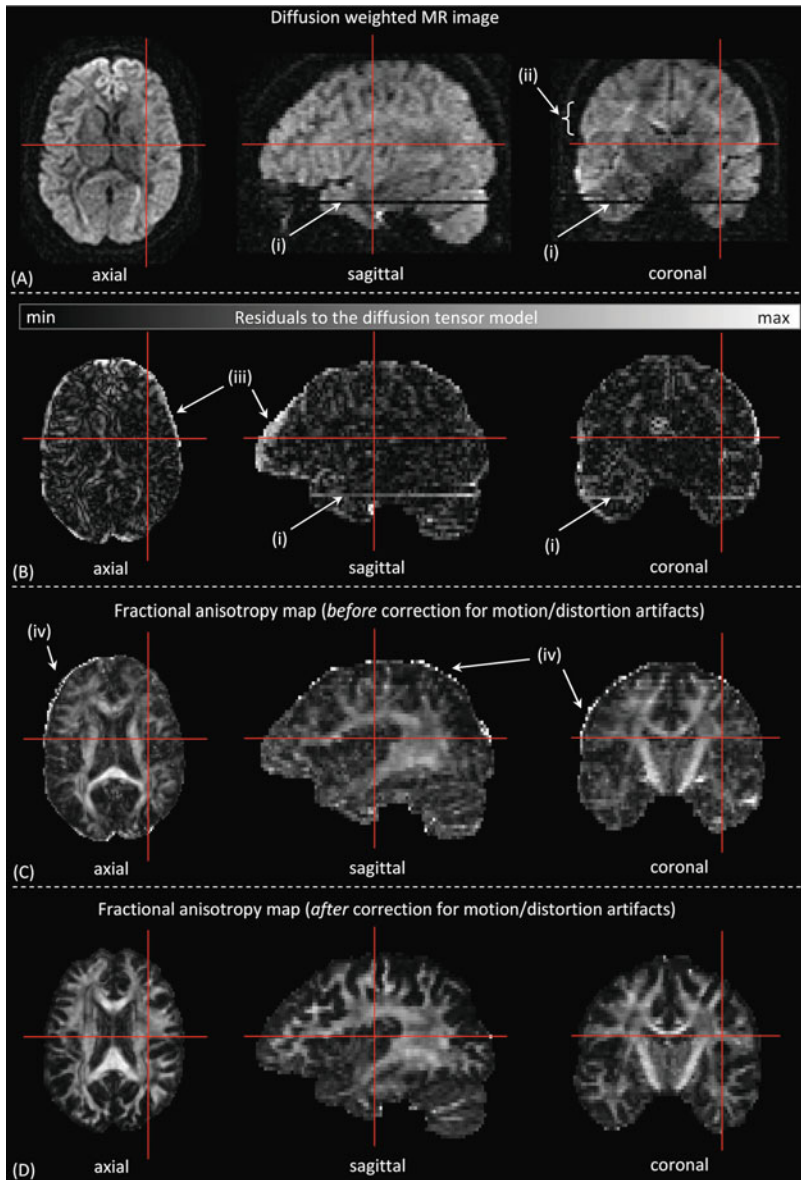 Diffusion weighted MR image
(ii)
(i)
(i)
axial
sagittal
coronal
(A)
min
Residuals to the diffusion tensor model
max
(iii)
(i)
(i)
axial
sagittal
coronal
(B)
Fractional anisotropy map (before correction for motion/distortion artifacts)
(iv)
(iv)
axial
sagittal
coronal
(C)
Fractional anisotropy map (after correction for motion/distortion artifacts)
axial
sagittal
coronal
(D)